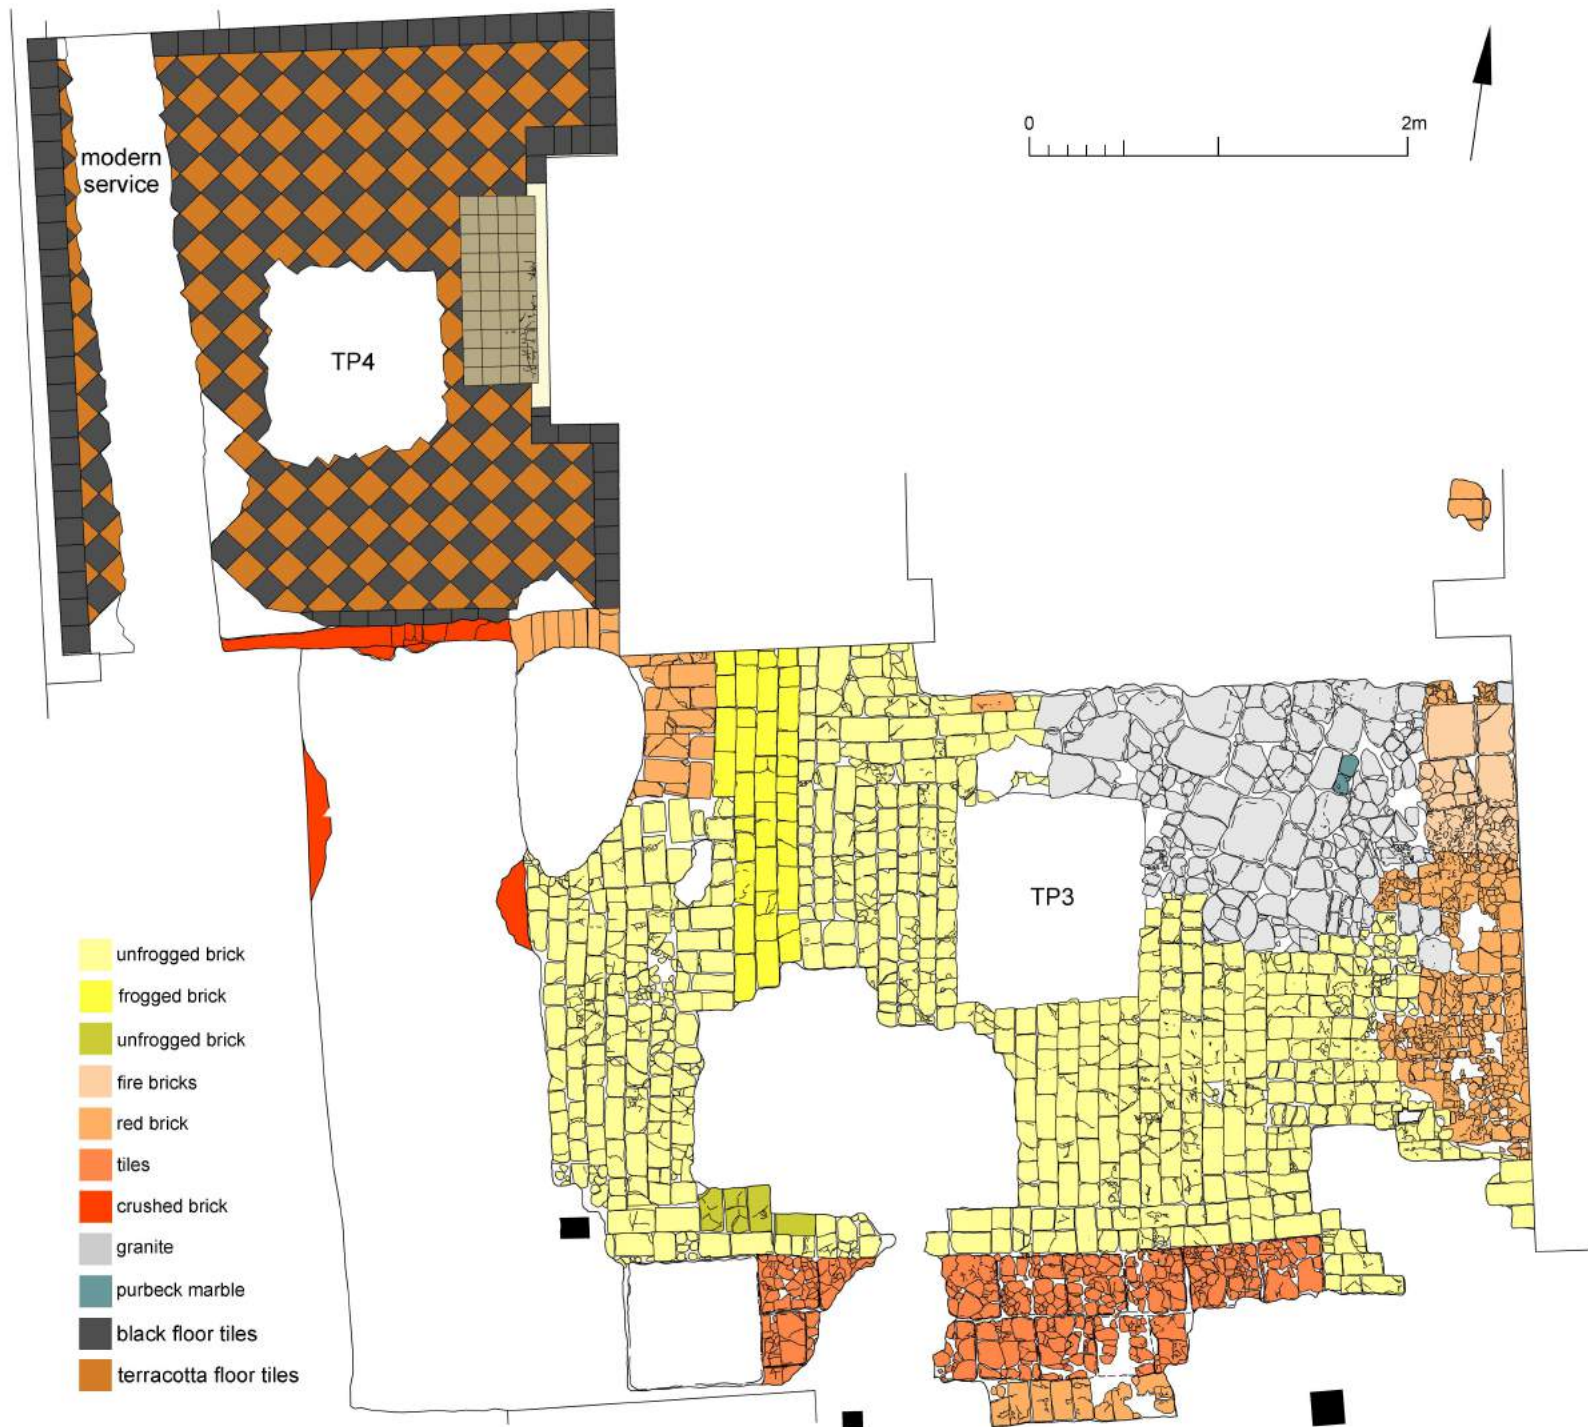 0 2m
modern
service
TP4
TP3
unfrogged brick
frogged brick
unfrogged brick
fire bricks
red brick
tiles
crushed brick
granite
purbeck marble
black floor tiles
terracotta floor tiles